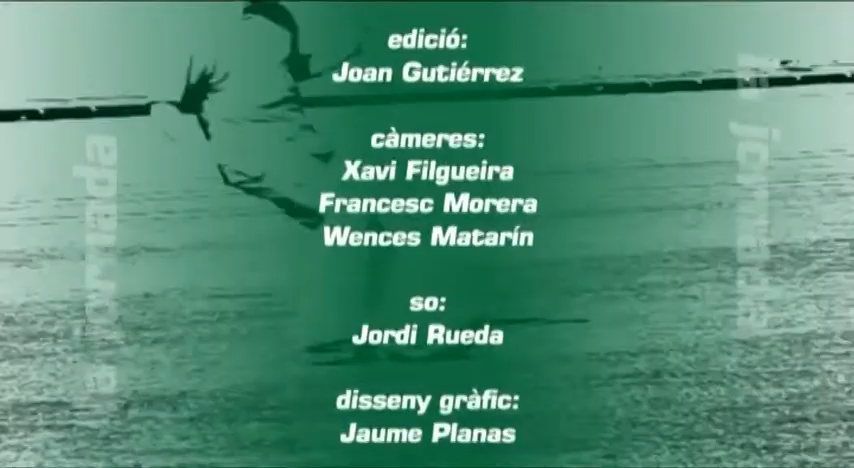 edició:
Joan Gutiérrez
càmeres:
Xavi Filgueira
Francesc Morera
Wences Matarín
so:
Jordi Rueda
disseny gràfic:
Jaume Planas